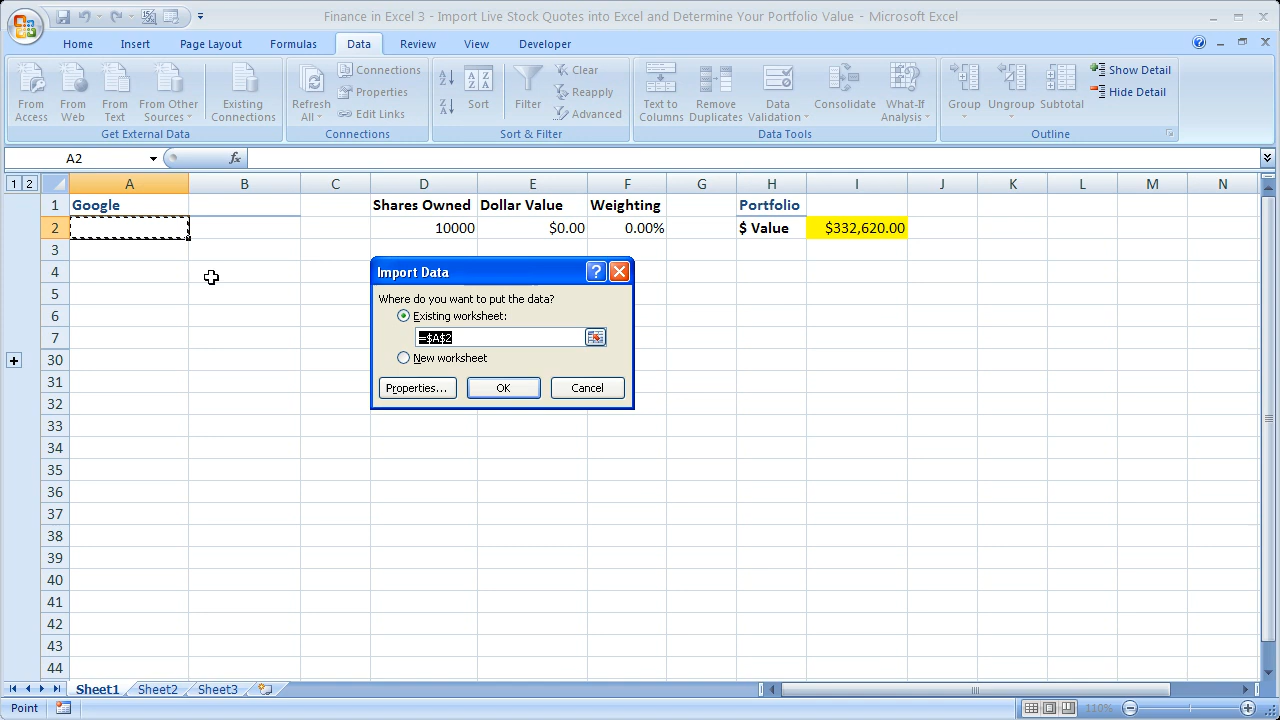 Finance in Excel 3 - Import Live Stock Quotes into Excel and Determine Your Portfolio Value - Microsoft Excel
Home Insert Page Layout Formulas Data Review View Developer
From Access
From Web
From Text
From Other Sources
Existing Connections
Get External Data
Refresh All
Connections
Properties
Edit Links
Connections
Sort
Filter
Clear
Reapply
Advanced
Sort & Filter
Text to Columns
Remove Duplicates
Data Validation
Consolidate
What-If Analysis
Data Tools
Group
Ungroup
Subtotal
Show Detail
Hide Detail
Outline
A2 fx
1 2 A B C D E F G H I J K L M N
1 Google Shares Owned Dollar Value Weighting Portfolio
2 10000 $0.00 0.00% $ Value $332,620.00
3
4
5
6
7
30
31
32
33
34
35
36
37
38
39
40
41
42
43
44
Import Data
Where do you want to put the data?
Existing worksheet:
=$A$2
New worksheet
Properties... OK Cancel
Sheet1 Sheet2 Sheet3
Point 110%